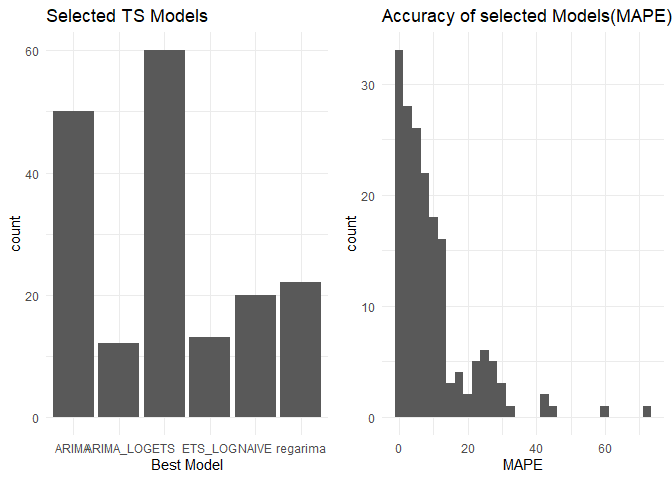 Selected TS Models
count
60
40
20
0
ARIMA ARIMA_LOG ETS ETS_LOG NAIVE regarima
Best Model
Accuracy of selected Models(MAPE)
count
30
20
10
0
0 20 40 60
MAPE